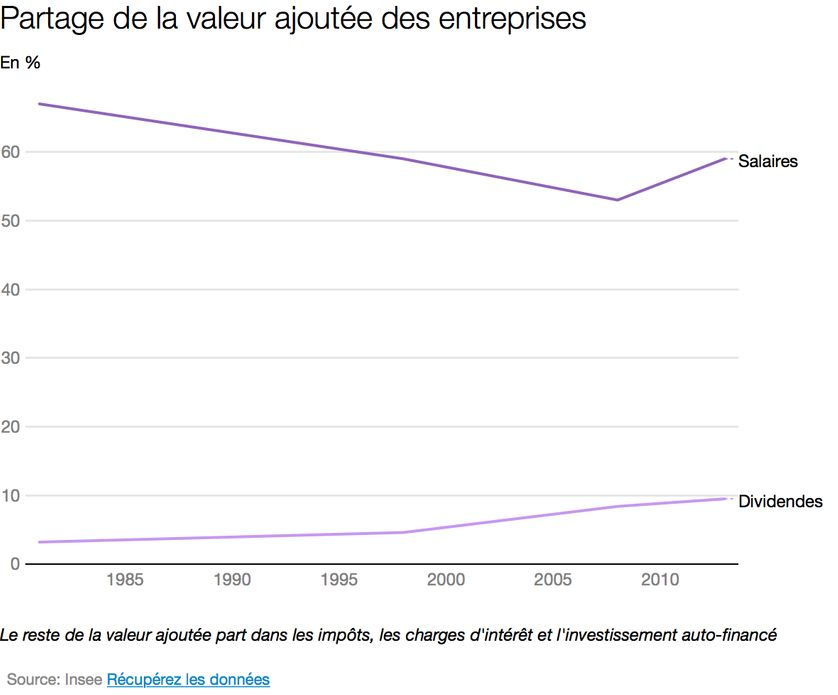 Partage de la valeur ajoutée des entreprises
En %
60
Salaires
50
40
30
20
10
Dividendes
0
1985 1990 1995 2000 2005 2010
Le reste de la valeur ajoutée part dans les impôts, les charges d'intérêt et l'investissement auto-financé
Source: Insee Récupérez les données